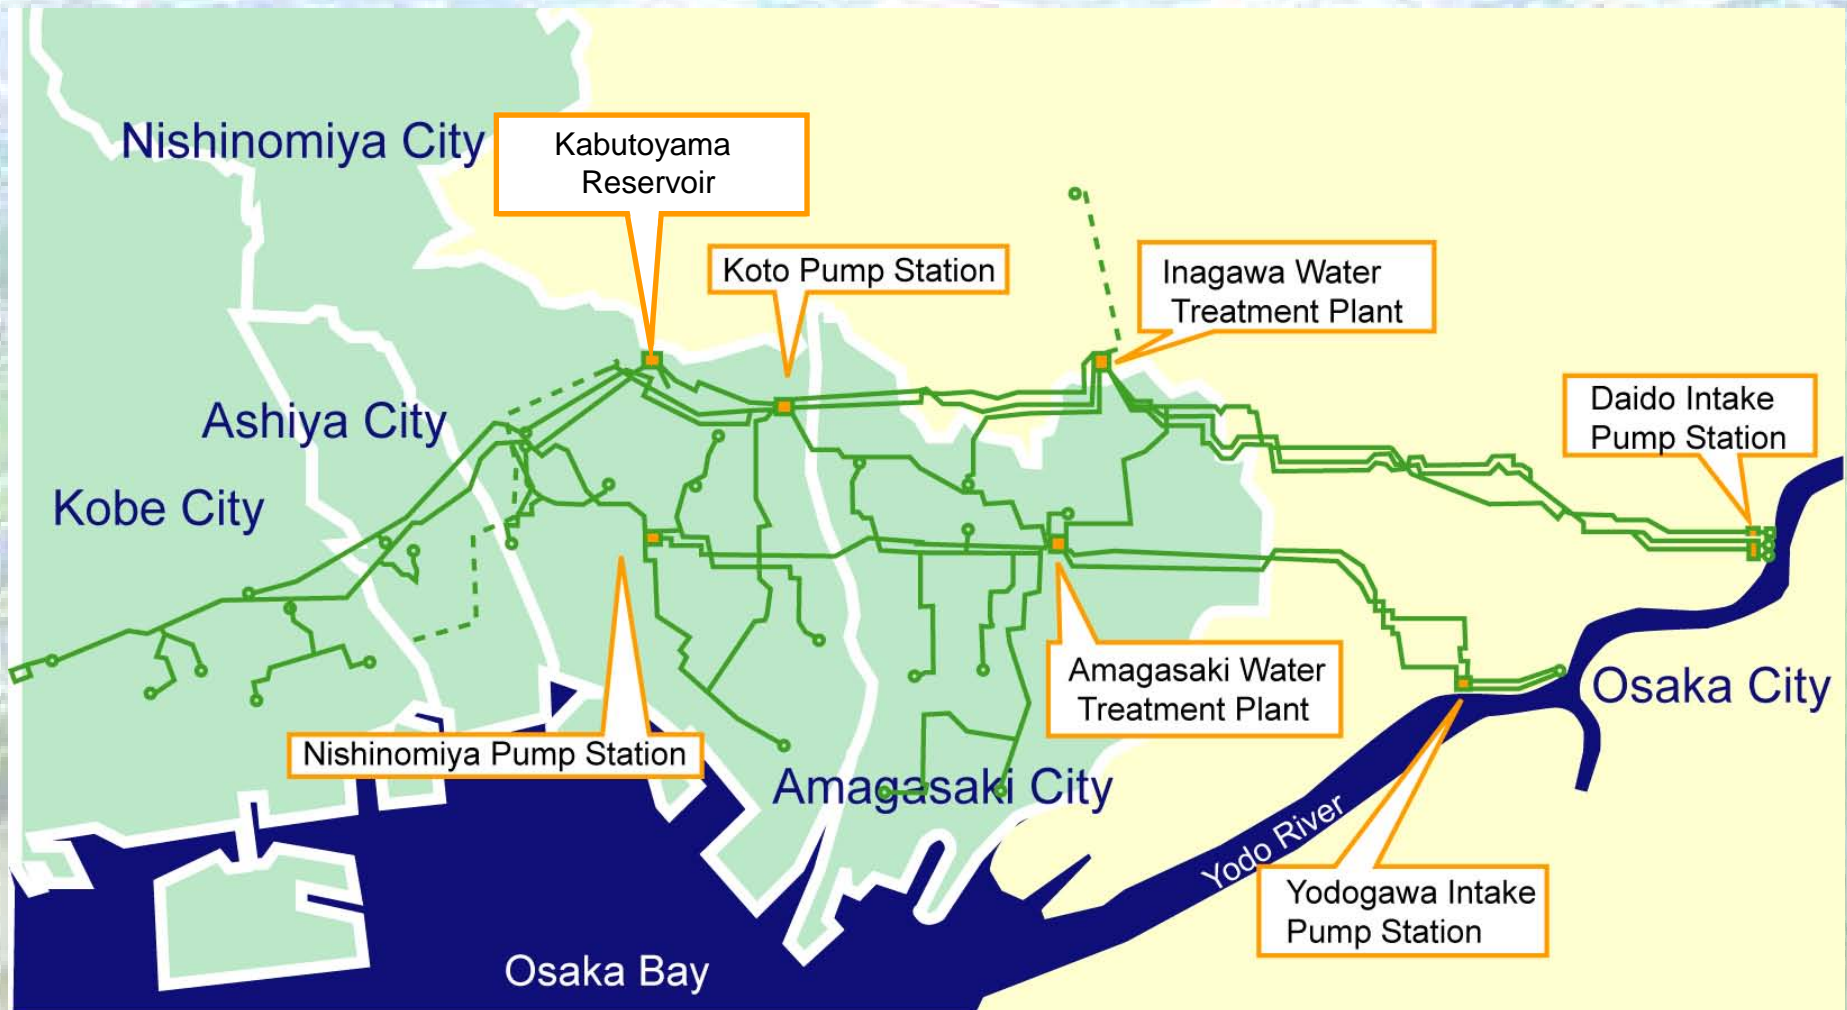 Nishinomiya City
Kabutoyama
Reservoir
Koto Pump Station
Inagawa Water
Treatment Plant
Daido Intake
Pump Station
Ashiya City
Kobe City
Amagasaki Water
Treatment Plant
Osaka City
Nishinomiya Pump Station
Amagasaki City
Yodo River
Yodogawa Intake
Pump Station
Osaka Bay